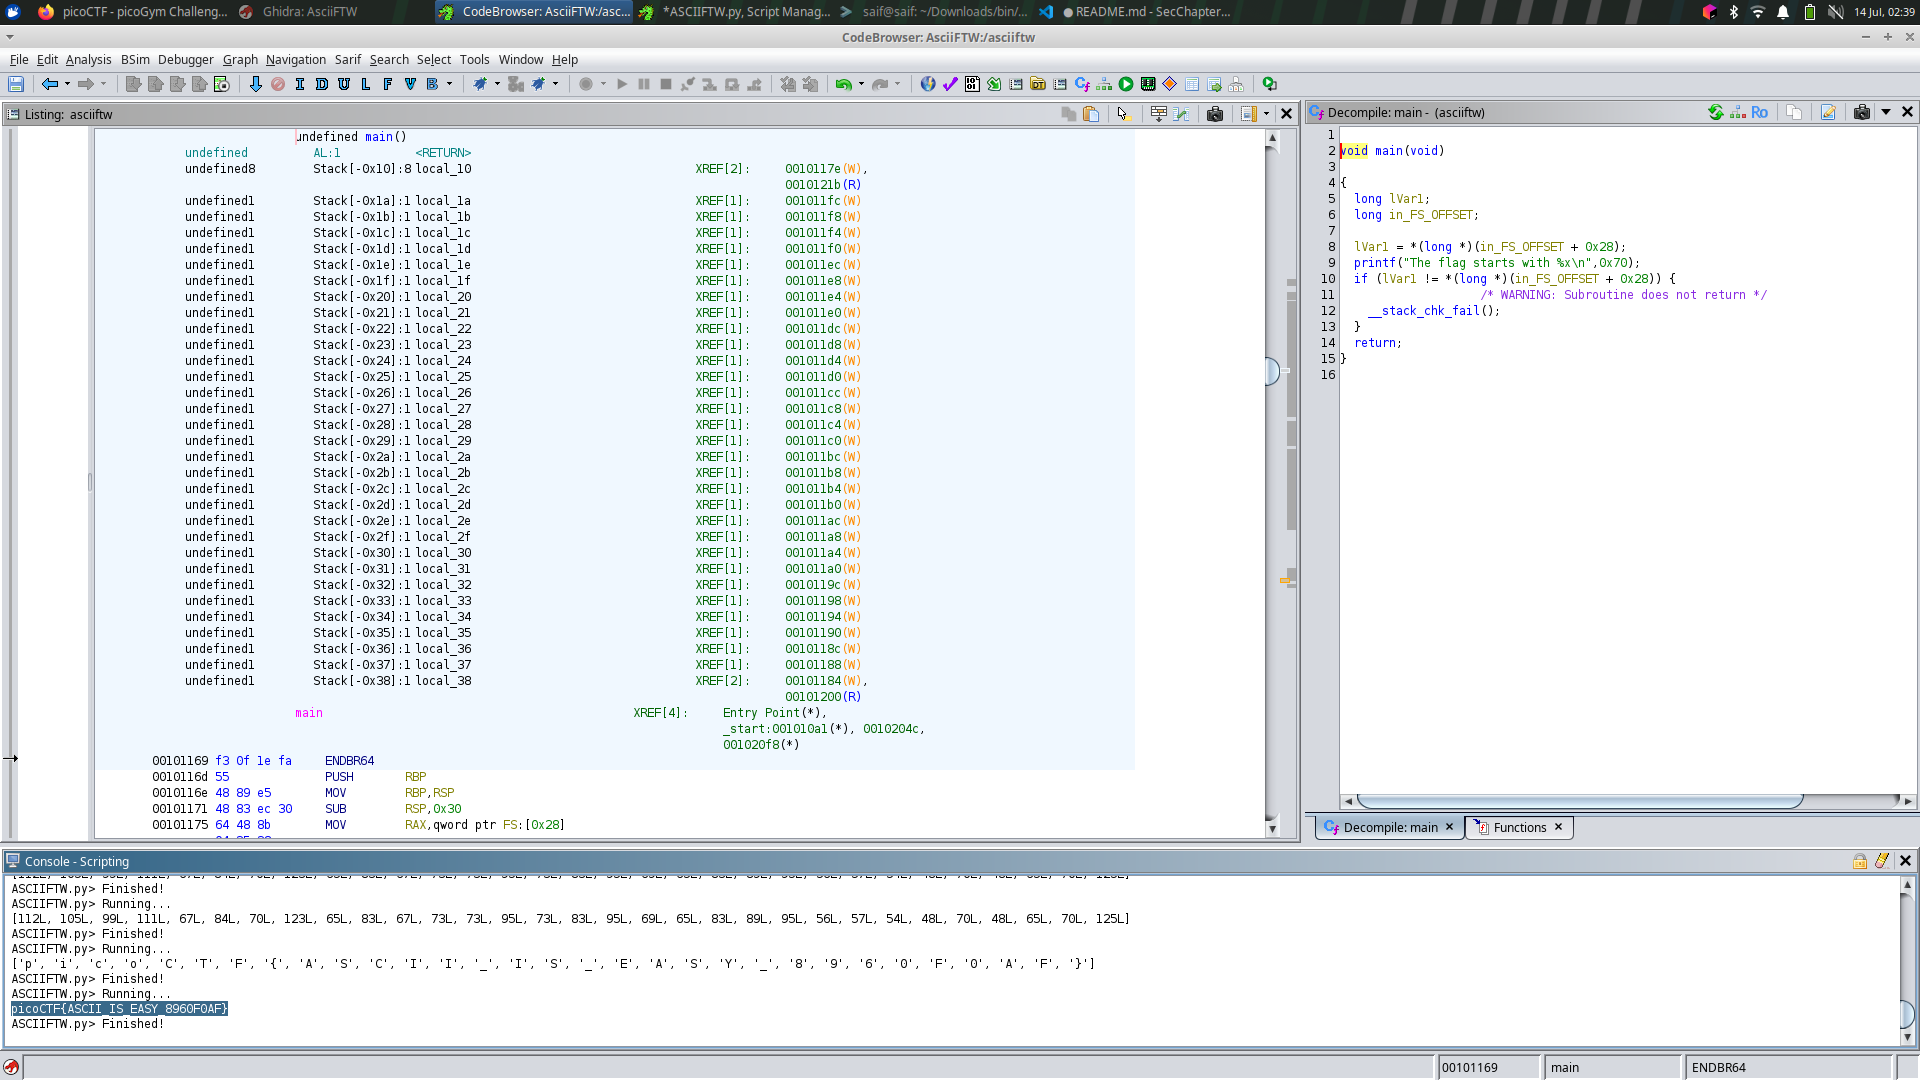 picoCTF - picoGym Challeng...
Ghidra: AsciiFTW
CodeBrowser: AsciiFTW:/asc...
*ASCIIFTW.py, Script Manag...
saif@saif: ~/Downloads/bin/...
● README.md - SecChapter...
14 Jul, 02:39
CodeBrowser: AsciiFTW:/asciiftw
File Edit Analysis BSim Debugger Graph Navigation Sarif Search Select Tools Window Help
I D U L F V B
Listing: asciiftw
undefined main()
undefined AL:1 <RETURN>
undefined8 Stack[-0x10]:8 local_10 XREF[2]: 0010117e(W),
0010121b(R)
undefined1 Stack[-0x1a]:1 local_1a XREF[1]: 001011fc(W)
undefined1 Stack[-0x1b]:1 local_1b XREF[1]: 001011f8(W)
undefined1 Stack[-0x1c]:1 local_1c XREF[1]: 001011f4(W)
undefined1 Stack[-0x1d]:1 local_1d XREF[1]: 001011f0(W)
undefined1 Stack[-0x1e]:1 local_1e XREF[1]: 001011ec(W)
undefined1 Stack[-0x1f]:1 local_1f XREF[1]: 001011e8(W)
undefined1 Stack[-0x20]:1 local_20 XREF[1]: 001011e4(W)
undefined1 Stack[-0x21]:1 local_21 XREF[1]: 001011e0(W)
undefined1 Stack[-0x22]:1 local_22 XREF[1]: 001011dc(W)
undefined1 Stack[-0x23]:1 local_23 XREF[1]: 001011d8(W)
undefined1 Stack[-0x24]:1 local_24 XREF[1]: 001011d4(W)
undefined1 Stack[-0x25]:1 local_25 XREF[1]: 001011d0(W)
undefined1 Stack[-0x26]:1 local_26 XREF[1]: 001011cc(W)
undefined1 Stack[-0x27]:1 local_27 XREF[1]: 001011c8(W)
undefined1 Stack[-0x28]:1 local_28 XREF[1]: 001011c4(W)
undefined1 Stack[-0x29]:1 local_29 XREF[1]: 001011c0(W)
undefined1 Stack[-0x2a]:1 local_2a XREF[1]: 001011bc(W)
undefined1 Stack[-0x2b]:1 local_2b XREF[1]: 001011b8(W)
undefined1 Stack[-0x2c]:1 local_2c XREF[1]: 001011b4(W)
undefined1 Stack[-0x2d]:1 local_2d XREF[1]: 001011b0(W)
undefined1 Stack[-0x2e]:1 local_2e XREF[1]: 001011ac(W)
undefined1 Stack[-0x2f]:1 local_2f XREF[1]: 001011a8(W)
undefined1 Stack[-0x30]:1 local_30 XREF[1]: 001011a4(W)
undefined1 Stack[-0x31]:1 local_31 XREF[1]: 001011a0(W)
undefined1 Stack[-0x32]:1 local_32 XREF[1]: 0010119c(W)
undefined1 Stack[-0x33]:1 local_33 XREF[1]: 00101198(W)
undefined1 Stack[-0x34]:1 local_34 XREF[1]: 00101194(W)
undefined1 Stack[-0x35]:1 local_35 XREF[1]: 00101190(W)
undefined1 Stack[-0x36]:1 local_36 XREF[1]: 0010118c(W)
undefined1 Stack[-0x37]:1 local_37 XREF[1]: 00101188(W)
undefined1 Stack[-0x38]:1 local_38 XREF[2]: 00101184(W),
00101200(R)
main XREF[4]: Entry Point(*),
_start:001010a1(*), 0010204c,
001020f8(*)
00101169 f3 0f 1e fa ENDBR64
0010116d 55 PUSH RBP
0010116e 48 89 e5 MOV RBP,RSP
00101171 48 83 ec 30 SUB RSP,0x30
00101175 64 48 8b MOV RAX,qword ptr FS:[0x28]
Decompile: main - (asciiftw)
Ro
1
2 void main(void)
3
4 {
5 long lVar1;
6 long in_FS_OFFSET;
7
8 lVar1 = *(long *)(in_FS_OFFSET + 0x28);
9 printf("The flag starts with %x\n",0x70);
10 if (lVar1 != *(long *)(in_FS_OFFSET + 0x28)) {
11 /* WARNING: Subroutine does not return */
12 __stack_chk_fail();
13 }
14 return;
15 }
16
Decompile: main
Functions
Console - Scripting
ASCIIFTW.py> Finished!
ASCIIFTW.py> Running...
[112L, 105L, 99L, 111L, 67L, 84L, 70L, 123L, 65L, 83L, 67L, 73L, 73L, 95L, 73L, 83L, 95L, 69L, 65L, 83L, 89L, 95L, 56L, 57L, 54L, 48L, 70L, 48L, 65L, 70L, 125L]
ASCIIFTW.py> Finished!
ASCIIFTW.py> Running...
['p', 'i', 'c', 'o', 'C', 'T', 'F', '{', 'A', 'S', 'C', 'I', 'I', '_', 'I', 'S', '_', 'E', 'A', 'S', 'Y', '_', '8', '9', '6', '0', 'F', '0', 'A', 'F', '}']
ASCIIFTW.py> Finished!
ASCIIFTW.py> Running...
picoCTF{ASCII_IS_EASY_8960F0AF}
ASCIIFTW.py> Finished!
00101169
main
ENDBR64